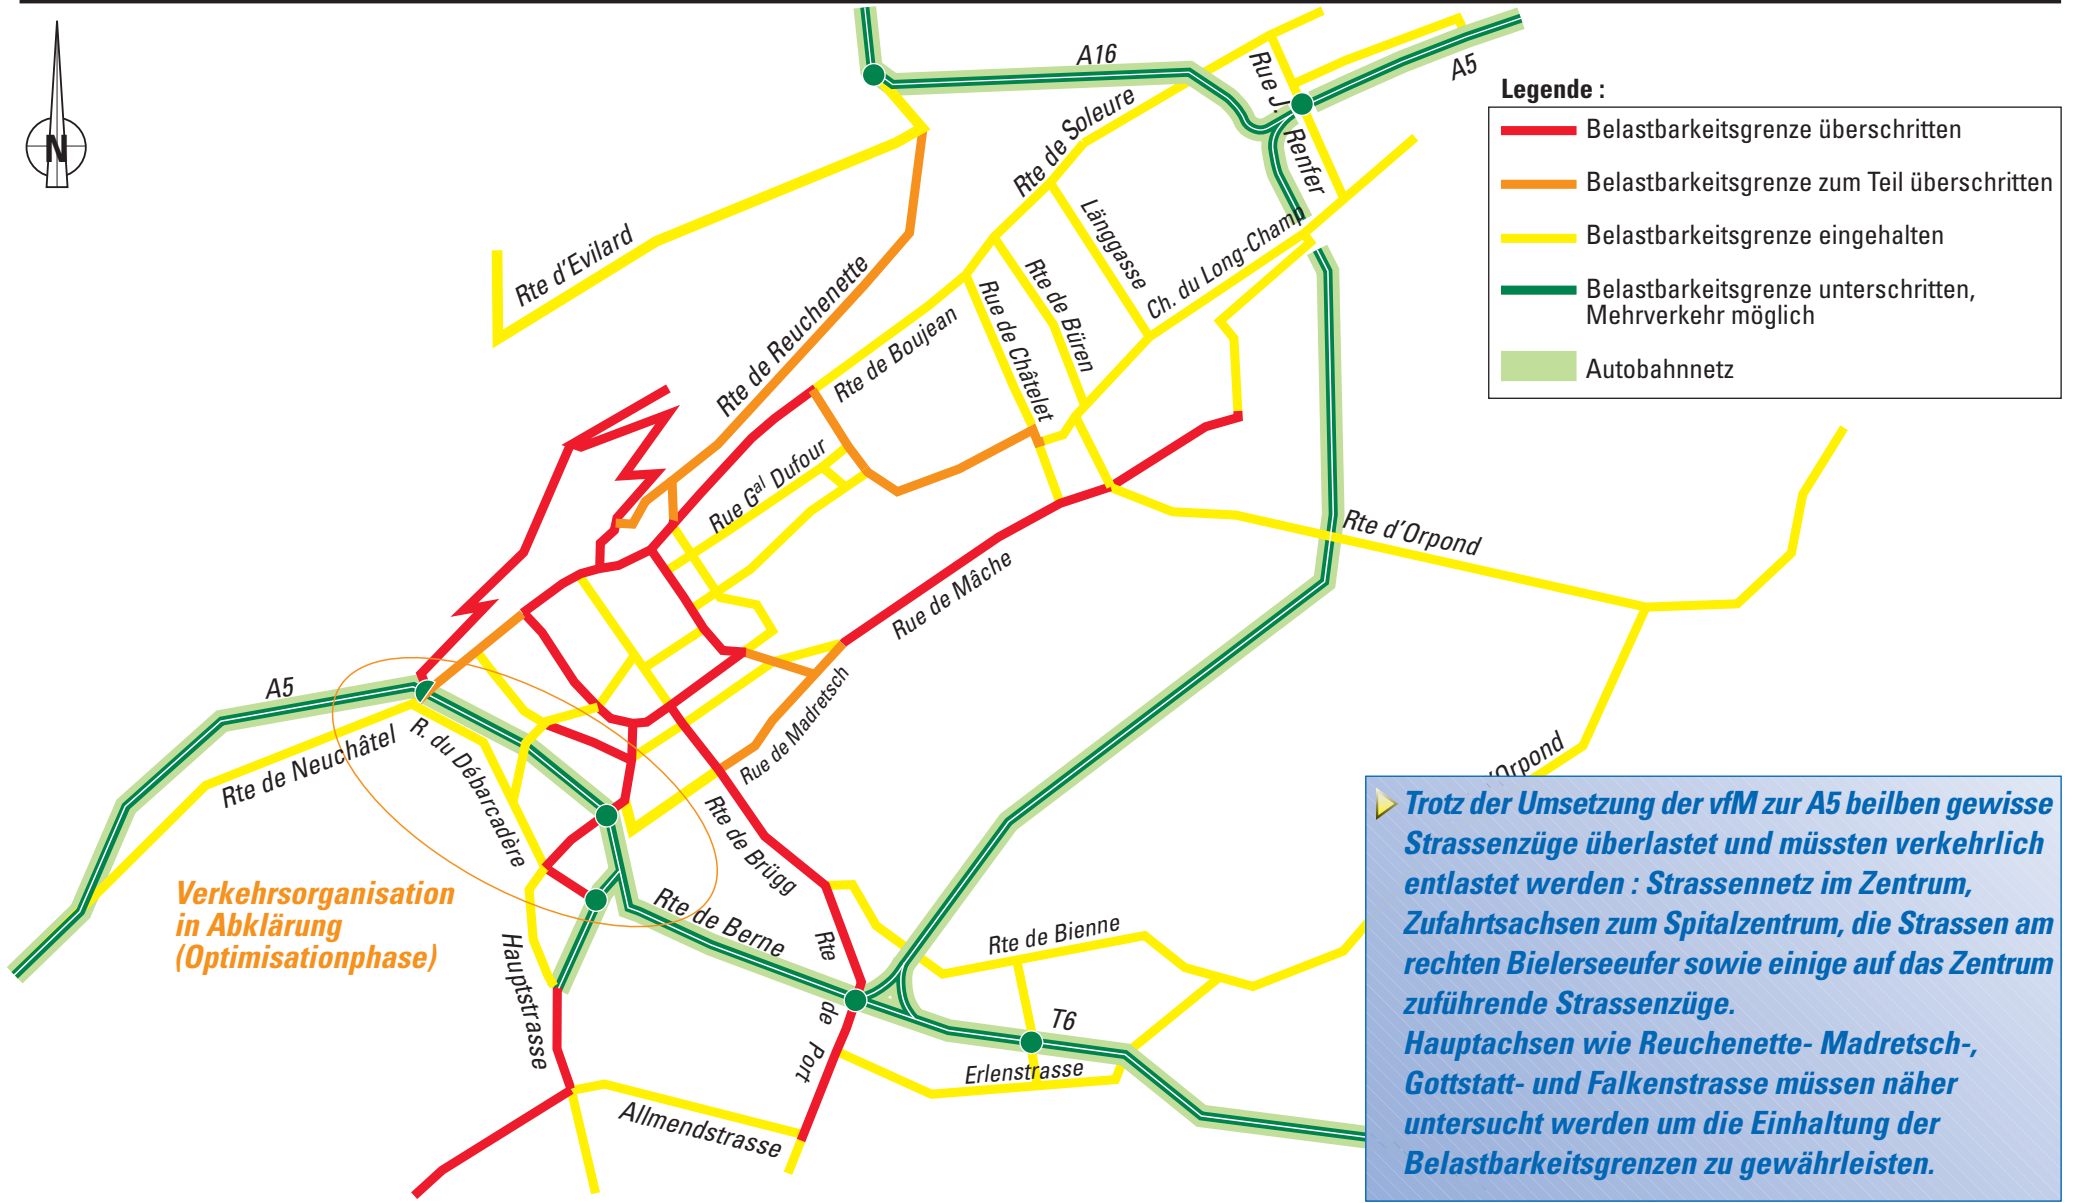 N
A16
A5
Rte de Soleure
Rue J. Renfer
Legende :
Belastbarkeitsgrenze überschritten
Belastbarkeitsgrenze zum Teil überschritten
Belastbarkeitsgrenze eingehalten
Belastbarkeitsgrenze unterschritten,
Mehrverkehr möglich
Autobahnnetz
Rte d'Evilard
Rte de Reuchenette
Länggasse
Ch. du Long-Champ
Rte de Büren
Rue de Châtelet
Rte de Boujean
Rue Gal Dufour
Rte d'Orpond
Rue de Mâche
Rue de Madretsch
A5
Rte de Neuchâtel
R. du Débarcadère
Rte de Brügg
'Orpond
Verkehrsorganisation
in Abklärung
(Optimisationphase)
Hauptstrasse
Rte de Berne
Rte de Port
Rte de Bienne
T6
Erlenstrasse
Allmendstrasse
Trotz der Umsetzung der vfM zur A5 beilben gewisse
Strassenzüge überlastet und müssten verkehrlich
entlastet werden : Strassennetz im Zentrum,
Zufahrtsachsen zum Spitalzentrum, die Strassen am
rechten Bielerseeufer sowie einige auf das Zentrum
zuführende Strassenzüge.
Hauptachsen wie Reuchenette- Madretsch-,
Gottstatt- und Falkenstrasse müssen näher
untersucht werden um die Einhaltung der
Belastbarkeitsgrenzen zu gewährleisten.